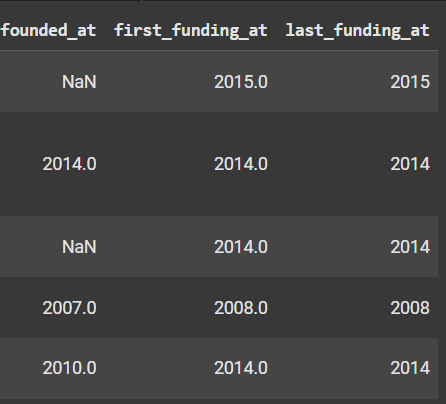 founded_at first_funding_at last_funding_at
NaN 2015.0 2015
2014.0 2014.0 2014
NaN 2014.0 2014
2007.0 2008.0 2008
2010.0 2014.0 2014